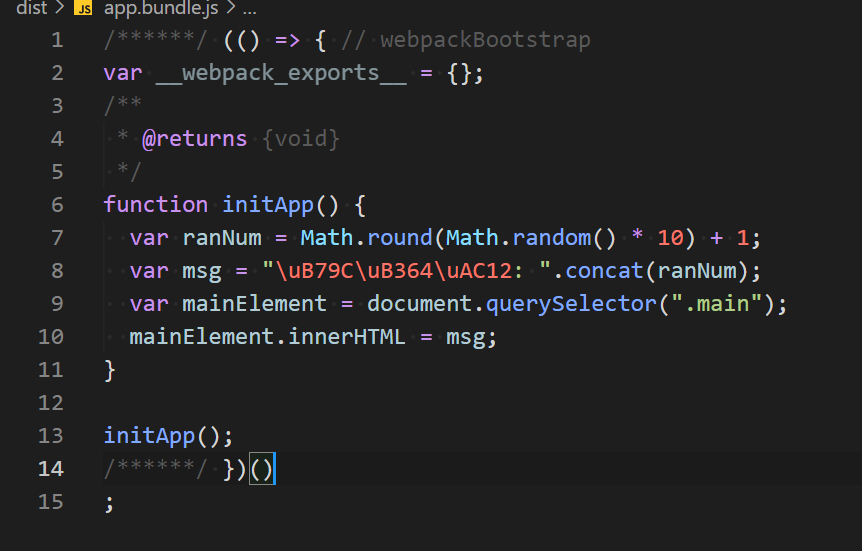 dist > JS app.bundle.js > ...
1 /******/ (() => { // webpackBootstrap
2 var __webpack_exports__ = {};
3 /**
4  * @returns {void}
5  */
6 function initApp() {
7   var ranNum = Math.round(Math.random() * 10) + 1;
8   var msg = "\uB79C\uB364\uAC12: ".concat(ranNum);
9   var mainElement = document.querySelector(".main");
10   mainElement.innerHTML = msg;
11 }
12
13 initApp();
14 /******/ })()
15 ;